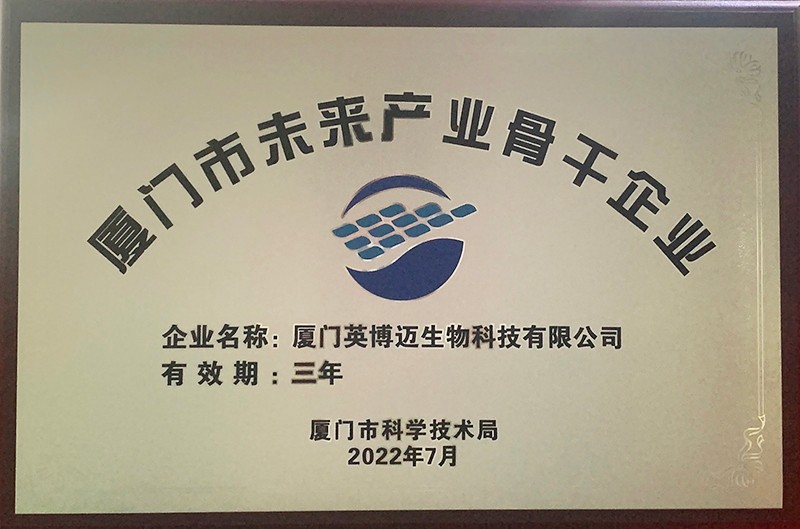 厦门市未来产业骨干企业
企业名称：厦门英博迈生物科技有限公司
有效期：三年
厦门市科学技术局
2022年7月